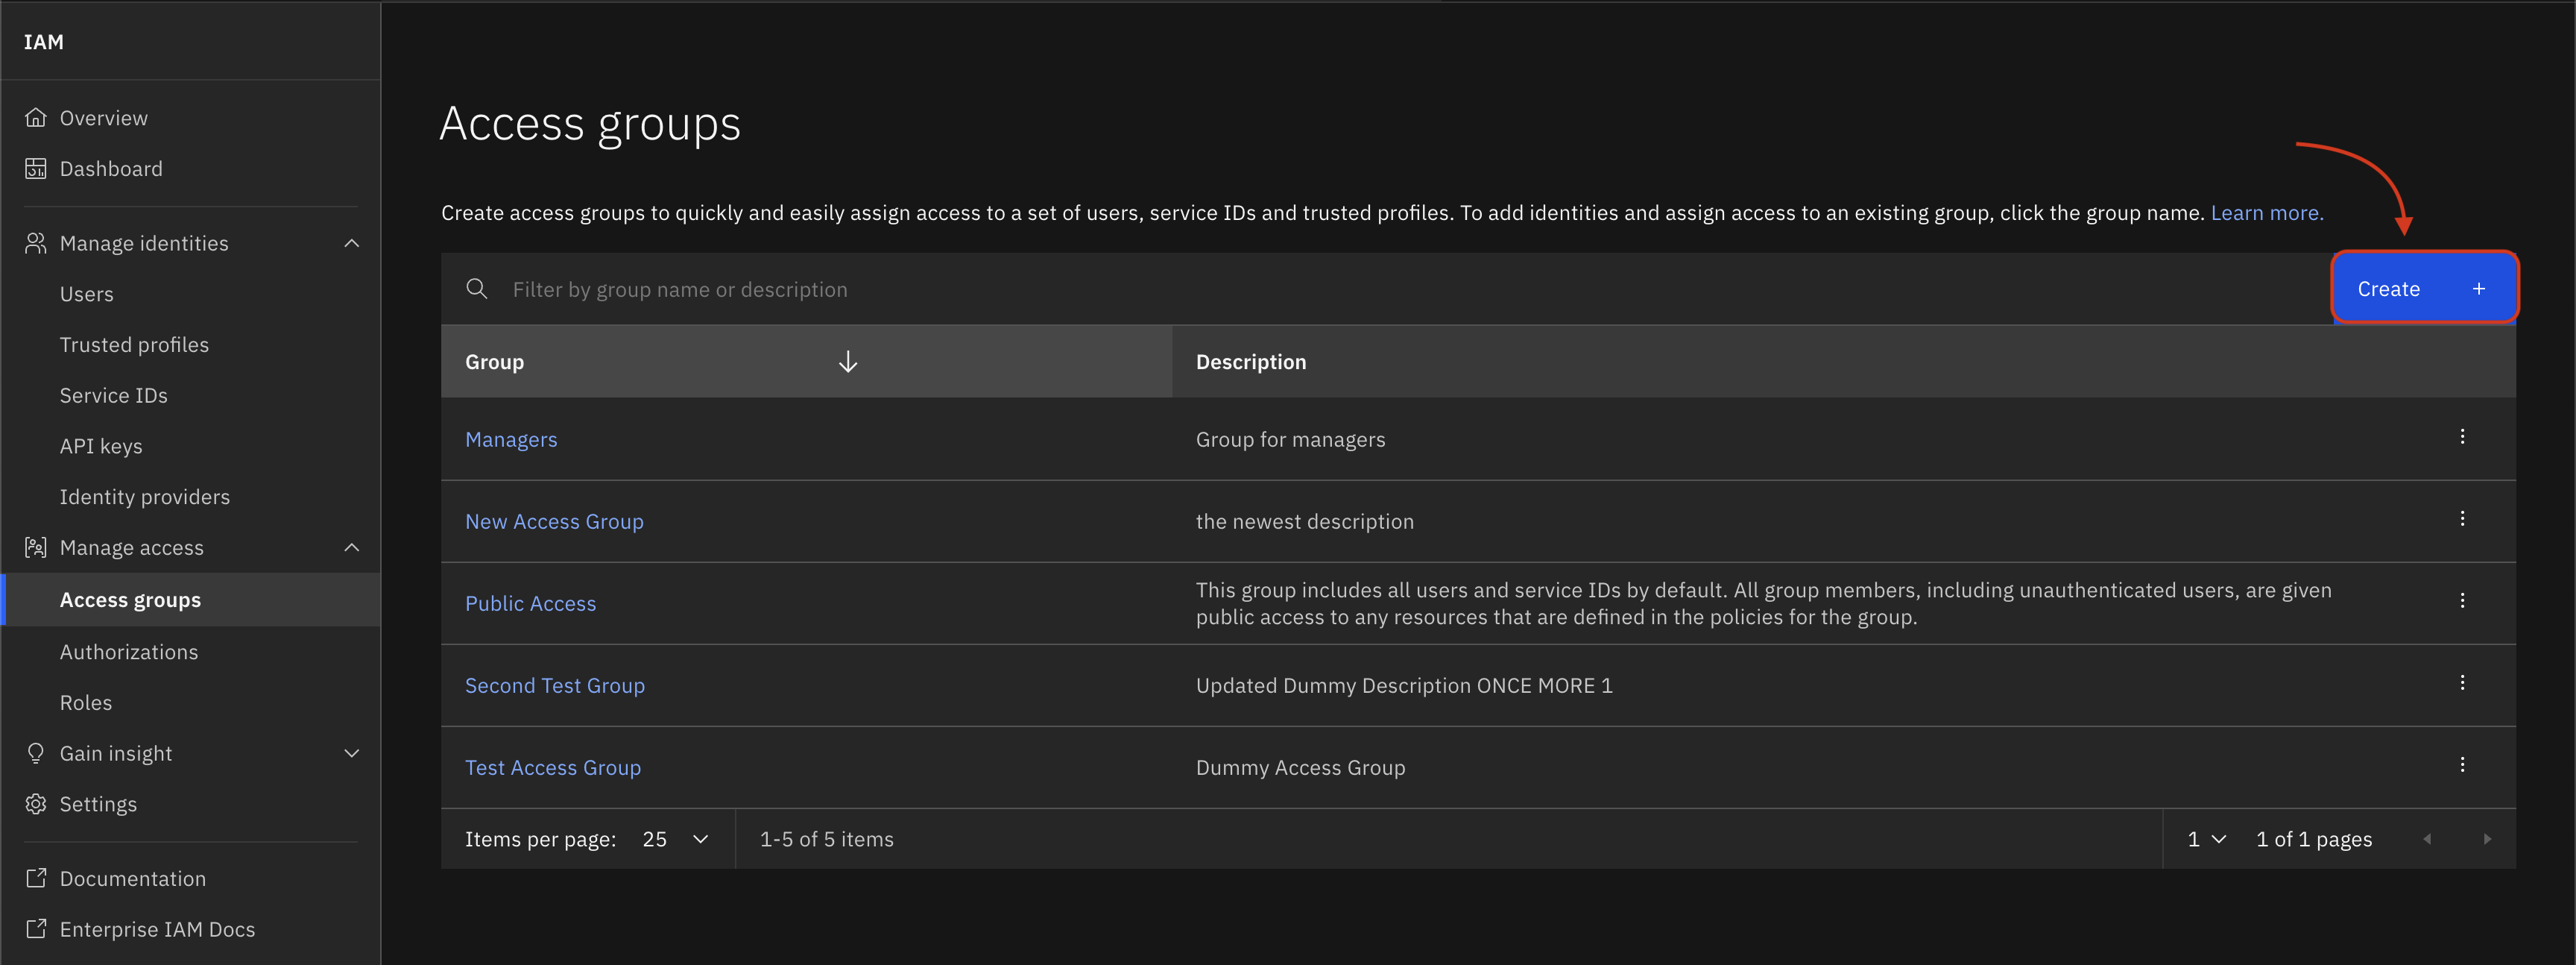 IAM
Overview
Dashboard
Manage identities
Users
Trusted profiles
Service IDs
API keys
Identity providers
Manage access
Access groups
Authorizations
Roles
Gain insight
Settings
Documentation
Enterprise IAM Docs
Access groups
Create access groups to quickly and easily assign access to a set of users, service IDs and trusted profiles. To add identities and assign access to an existing group, click the group name. Learn more.
Filter by group name or description
Create +
Group Description
Managers Group for managers
New Access Group the newest description
Public Access This group includes all users and service IDs by default. All group members, including unauthenticated users, are given
public access to any resources that are defined in the policies for the group.
Second Test Group Updated Dummy Description ONCE MORE 1
Test Access Group Dummy Access Group
Items per page: 25 1-5 of 5 items 1 1 of 1 pages